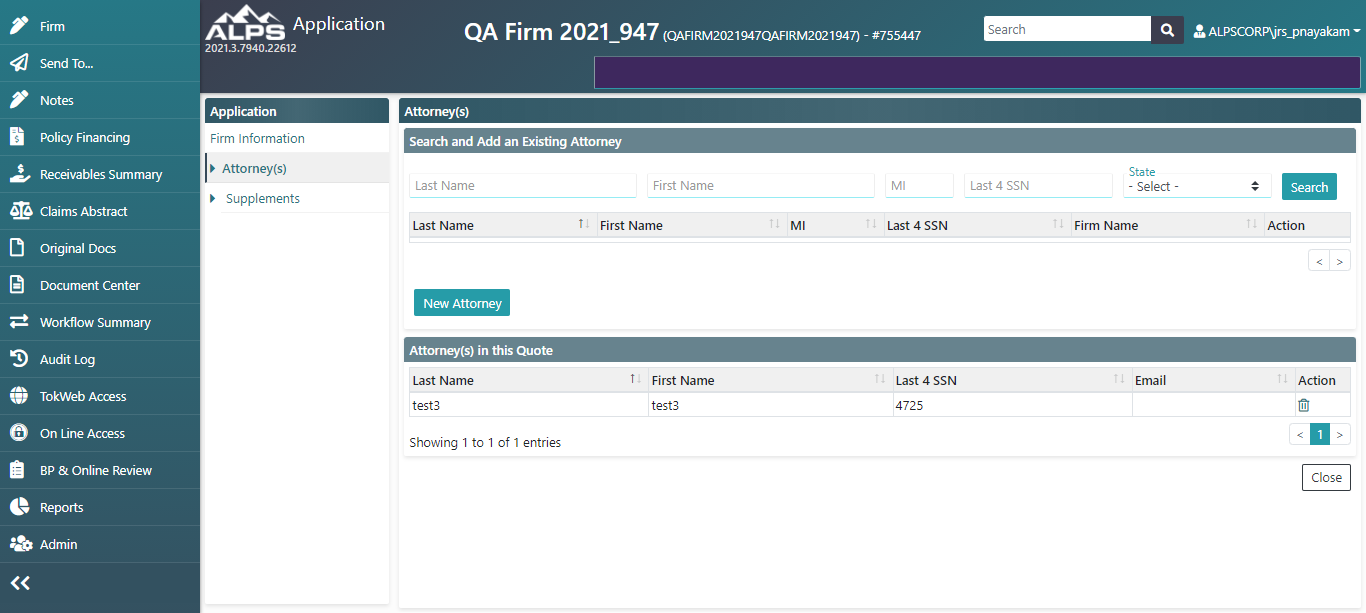 Firm
Send To...
Notes
Policy Financing
Receivables Summary
Claims Abstract
Original Docs
Document Center
Workflow Summary
Audit Log
TokWeb Access
On Line Access
BP & Online Review
Reports
Admin
ALPS Application
2021.3.7940.22612
QA Firm 2021_947 (QAFIRM2021947QAFIRM2021947) - #755447
Search
ALPSCORP\jrs_pnayakam
Application
Firm Information
Attorney(s)
Supplements
Attorney(s)
Search and Add an Existing Attorney
State
Last Name First Name MI Last 4 SSN - Select - Search
Last Name First Name MI Last 4 SSN Firm Name Action
< >
New Attorney
Attorney(s) in this Quote
Last Name First Name Last 4 SSN Email Action
test3 test3 4725
Showing 1 to 1 of 1 entries < 1 >
Close